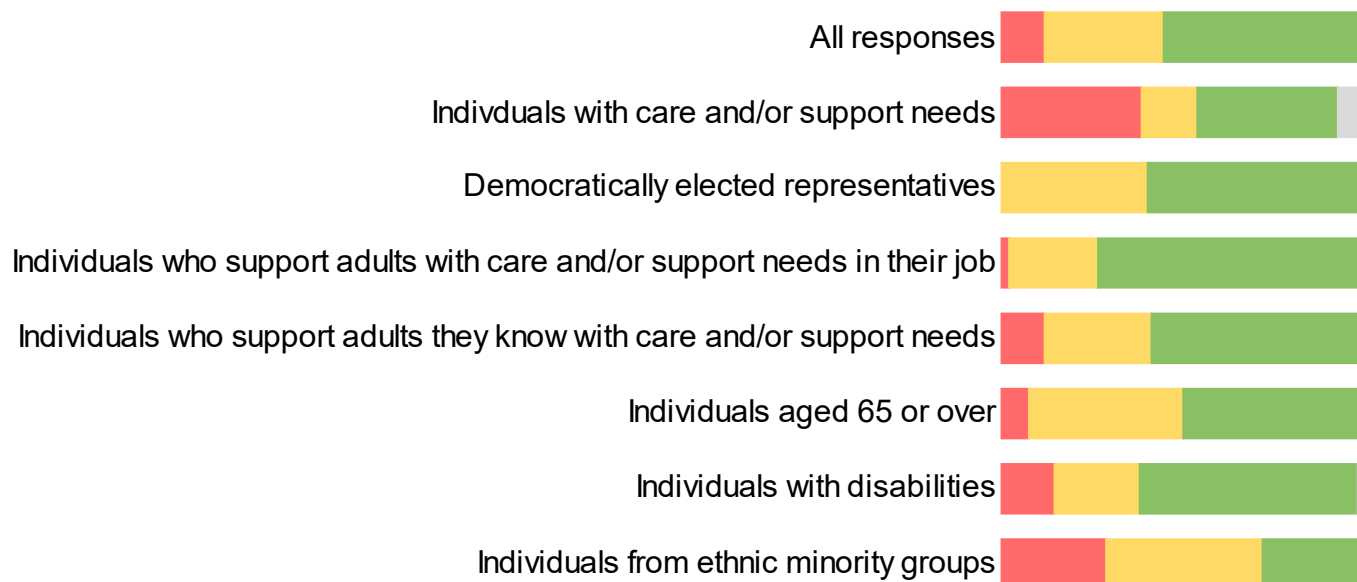 All responses
Indivduals with care and/or support needs
Democratically elected representatives
Individuals who support adults with care and/or support needs in their job
Individuals who support adults they know with care and/or support needs
Individuals aged 65 or over
Individuals with disabilities
Individuals from ethnic minority groups